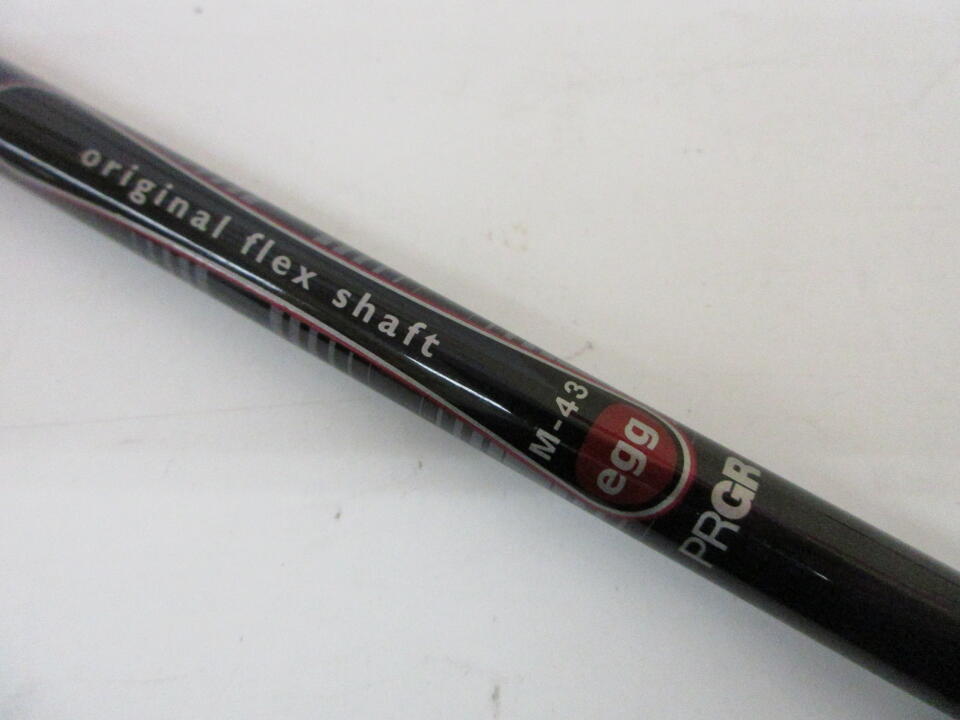 original flex shaft
M-43
egg
PRGR